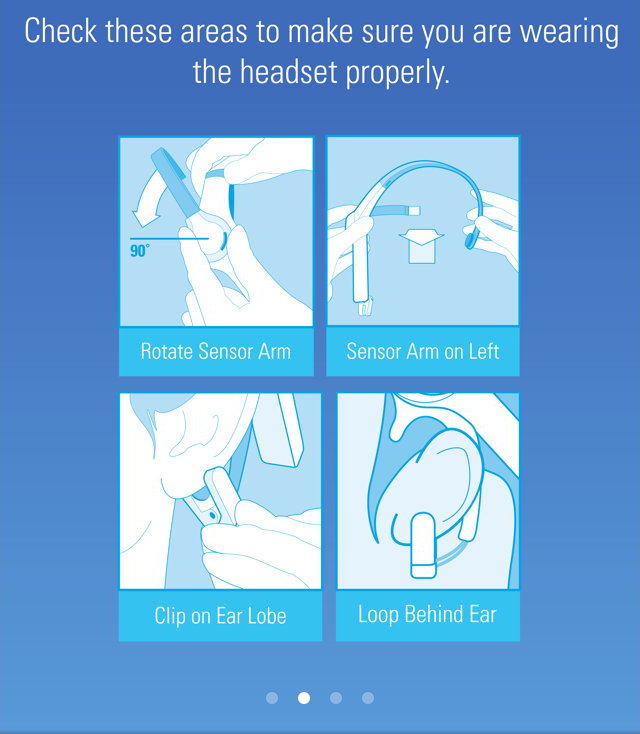 Check these areas to make sure you are wearing
the headset properly.
90°
Rotate Sensor Arm
Sensor Arm on Left
Clip on Ear Lobe
Loop Behind Ear